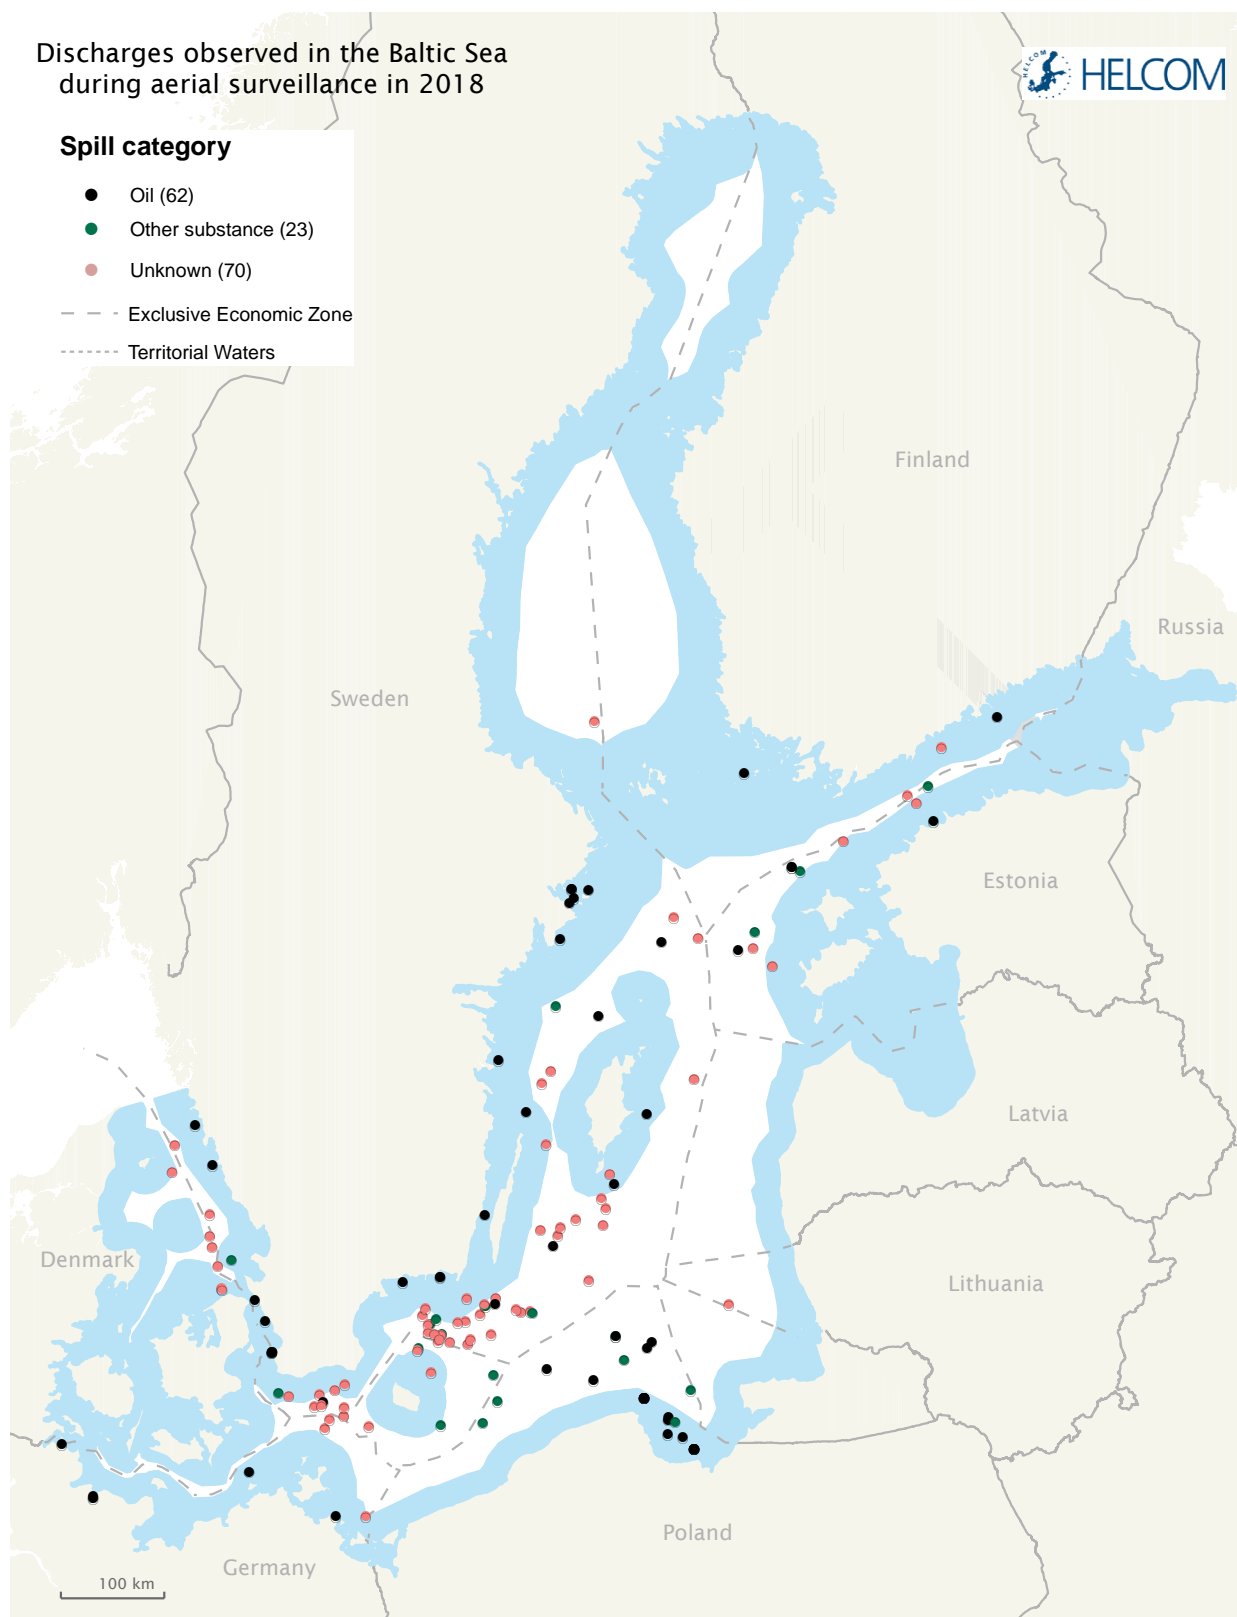 Discharges observed in the Baltic Sea
during aerial surveillance in 2018
HELCOM
HELCOM
Spill category
Oil (62)
Other substance (23)
Unknown (70)
Exclusive Economic Zone
Territorial Waters
Finland
Russia
Sweden
Estonia
Latvia
Denmark
Lithuania
Poland
Germany
100 km